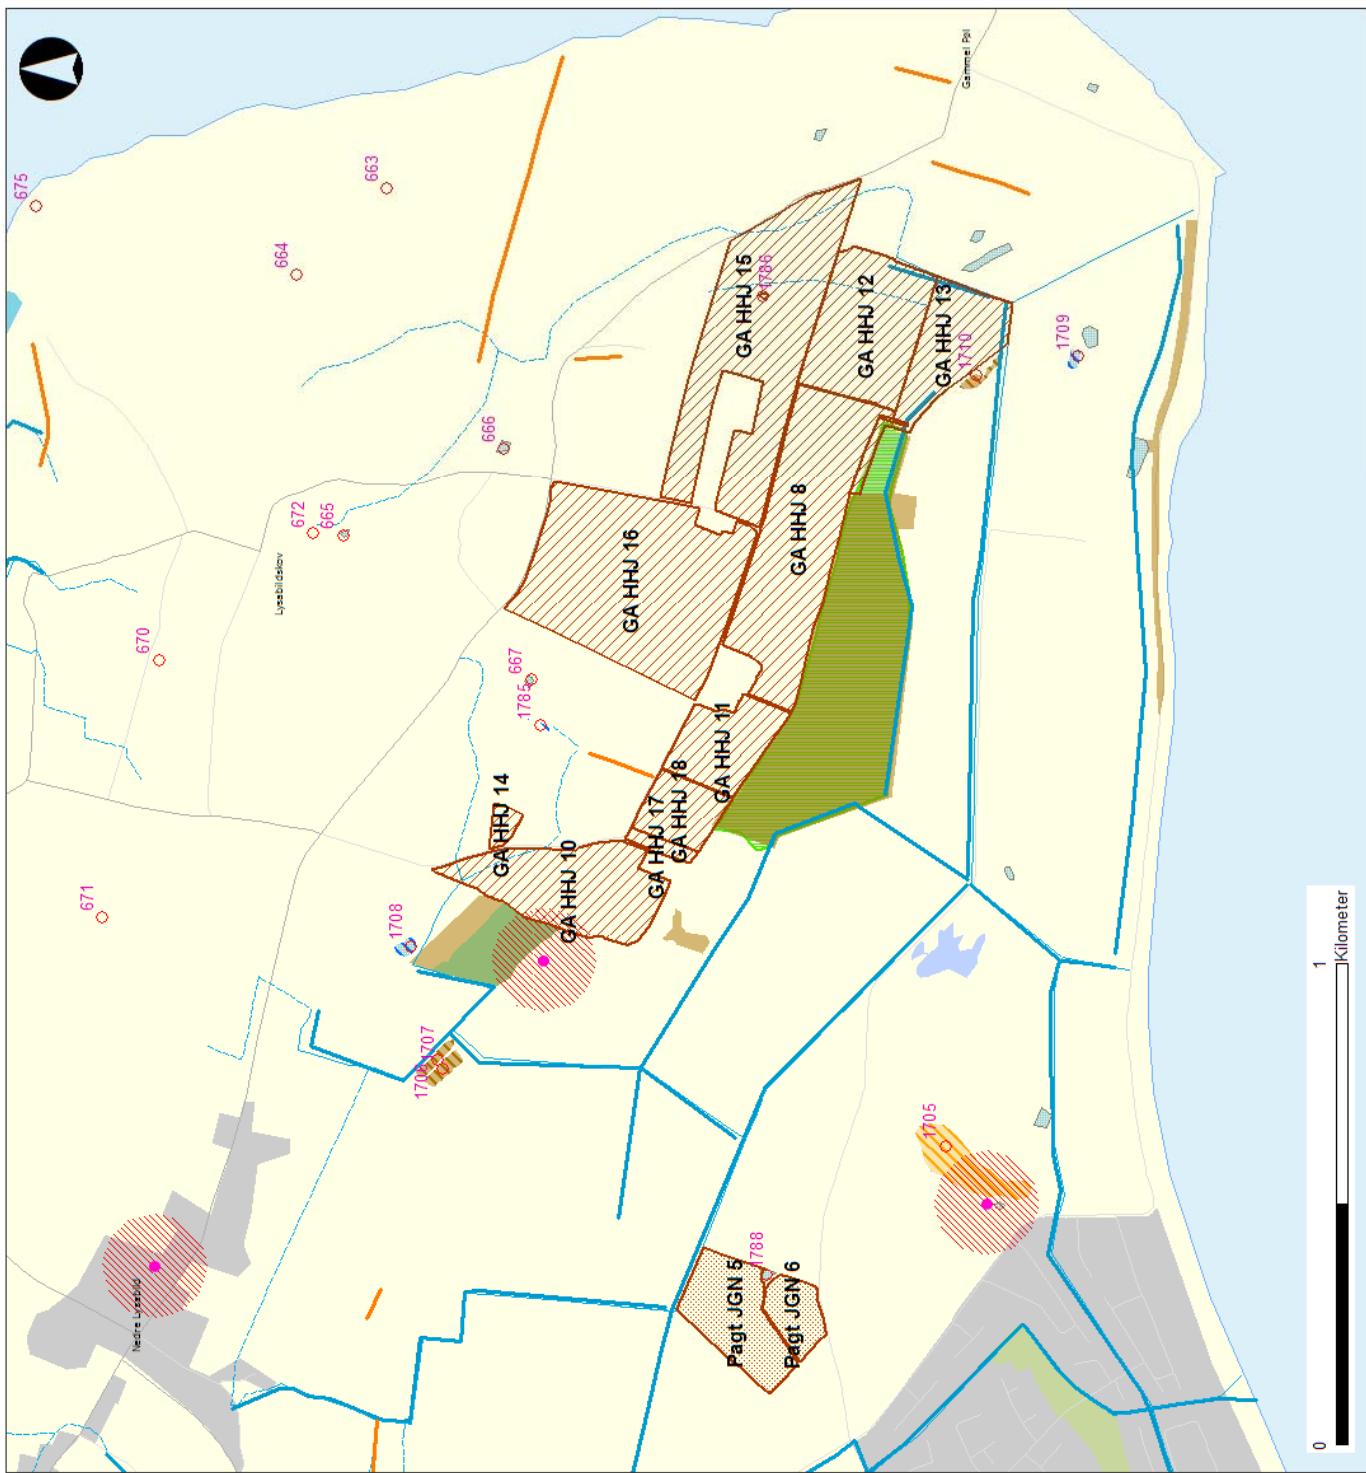 675
663
664
Gammel Pøl
GA HHJ 15
1786
GA HHJ 12
GA HHJ 13
1710
1709
666
672
665
Lysabildskov
GA HHJ 16
GA HHJ 8
670
667
1785
GA HHJ 11
GA HHJ 18
GA HHJ 17
GA HHJ 14
GA HHJ 10
671
1708
1707
1705
1788
Pagt JGN 5
Pagt JGN 6
Nedre Lysabild
0
1
Kilometer